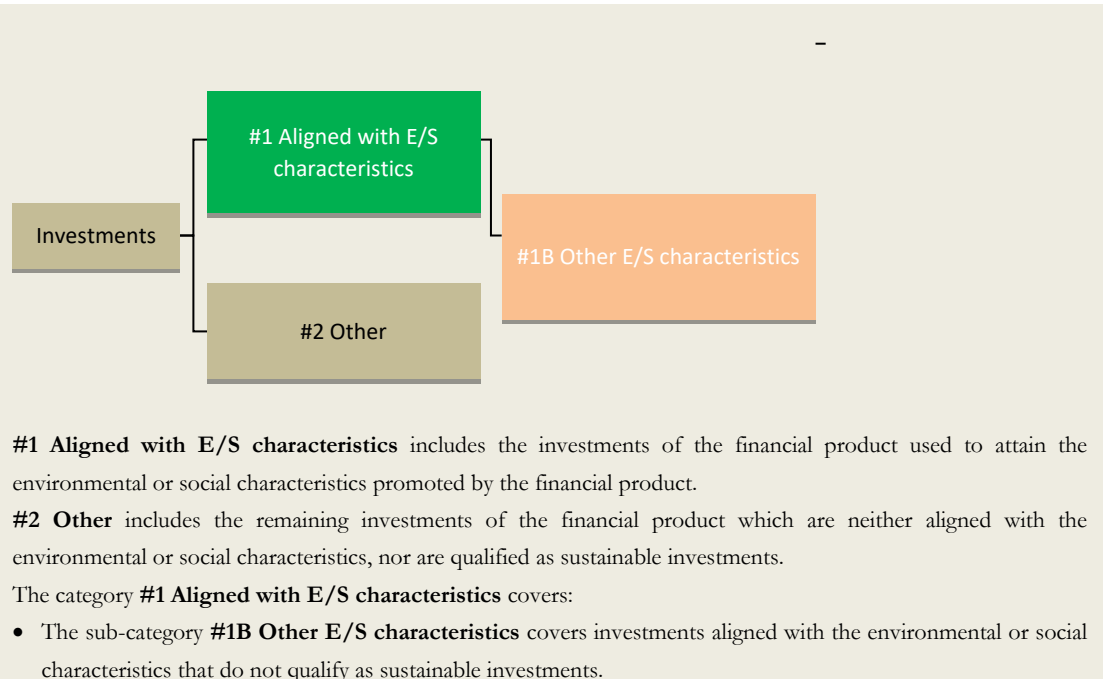 –
#1 Aligned with E/S
characteristics
Investments
#1B Other E/S characteristics
#2 Other
#1 Aligned with E/S characteristics includes the investments of the financial product used to attain the
environmental or social characteristics promoted by the financial product.
#2 Other includes the remaining investments of the financial product which are neither aligned with the
environmental or social characteristics, nor are qualified as sustainable investments.
The category #1 Aligned with E/S characteristics covers:
• The sub-category #1B Other E/S characteristics covers investments aligned with the environmental or social
characteristics that do not qualify as sustainable investments.